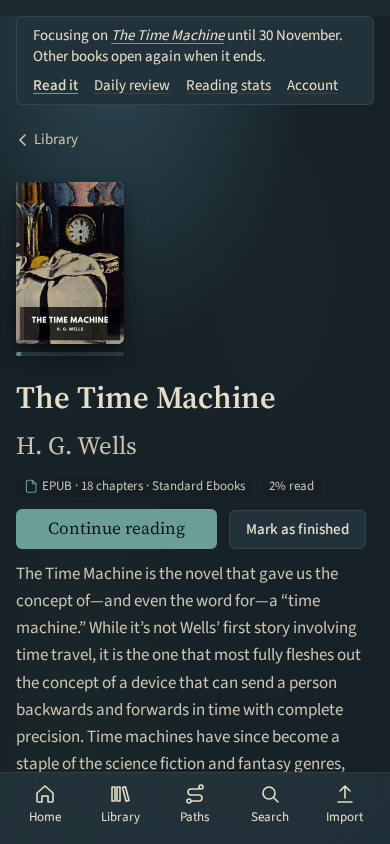 Focusing on The Time Machine until 30 November.
Other books open again when it ends.
Read it Daily review Reading stats Account
Library
THE TIME MACHINE
H. G. WELLS
The Time Machine
H. G. Wells
EPUB · 18 chapters · Standard Ebooks 2% read
Continue reading Mark as finished
The Time Machine is the novel that gave us the
concept of—and even the word for—a “time
machine.” While it’s not Wells’ first story involving
time travel, it is the one that most fully fleshes out
the concept of a device that can send a person
backwards and forwards in time with complete
precision. Time machines have since become a
staple of the science fiction and fantasy genres,
Home Library Paths Search Import